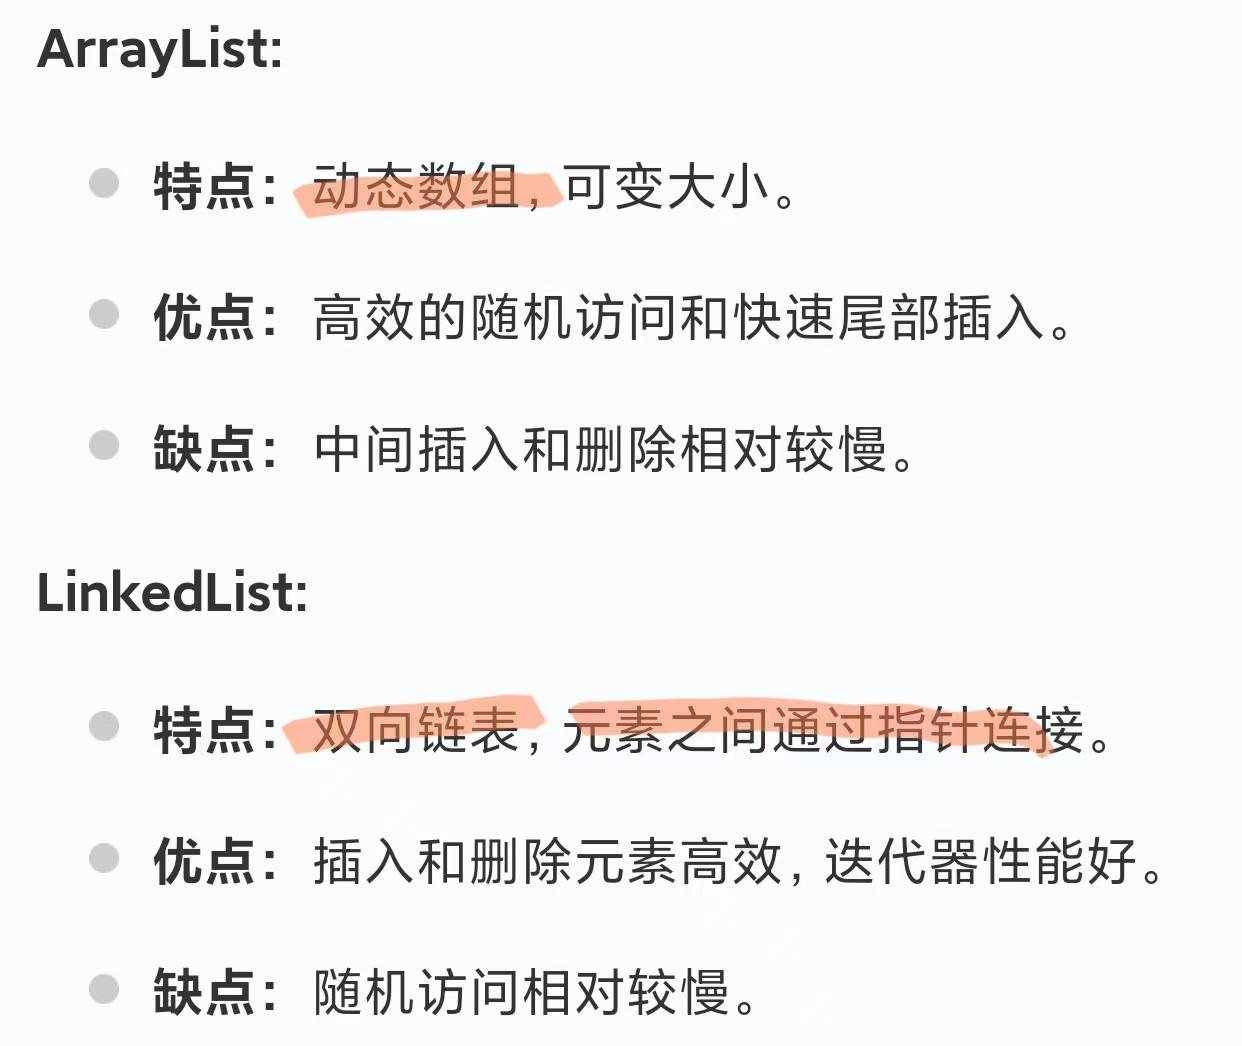 ArrayList:
特点：动态数组，可变大小。
优点：高效的随机访问和快速尾部插入。
缺点：中间插入和删除相对较慢。
LinkedList:
特点：双向链表，元素之间通过指针连接。
优点：插入和删除元素高效，迭代器性能好。
缺点：随机访问相对较慢。